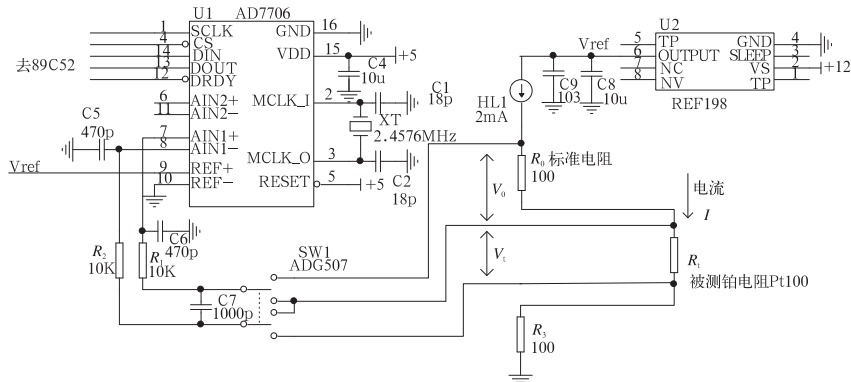 U1 AD7706
1 SCLK
4 CS
14 DIN
13 DOUT
12 DRDY
去89C52
6 AIN2+
11 AIN2-
7 AIN1+
8 AIN1-
9 REF+
10 REF-
GND 16
VDD 15
+5
C4
10u
MCLK_I 2
C1
18p
XT
2.4576MHz
MCLK_O 3
C2
18p
RESET 5
+5
C5
470p
Vref
C6
470p
R2
10K
R1
10K
C7
1000p
SW1
ADG507
Vref
C9
103
C8
10u
HL1
2mA
U2
5 TP
6 OUTPUT
7 NC
8 NV
GND 4
SLEEP 3
VS 2
TP 1
+12
REF198
R0 标准电阻
100
V0
Vt
电流
I
Rt
被测铂电阻Pt100
R3
100